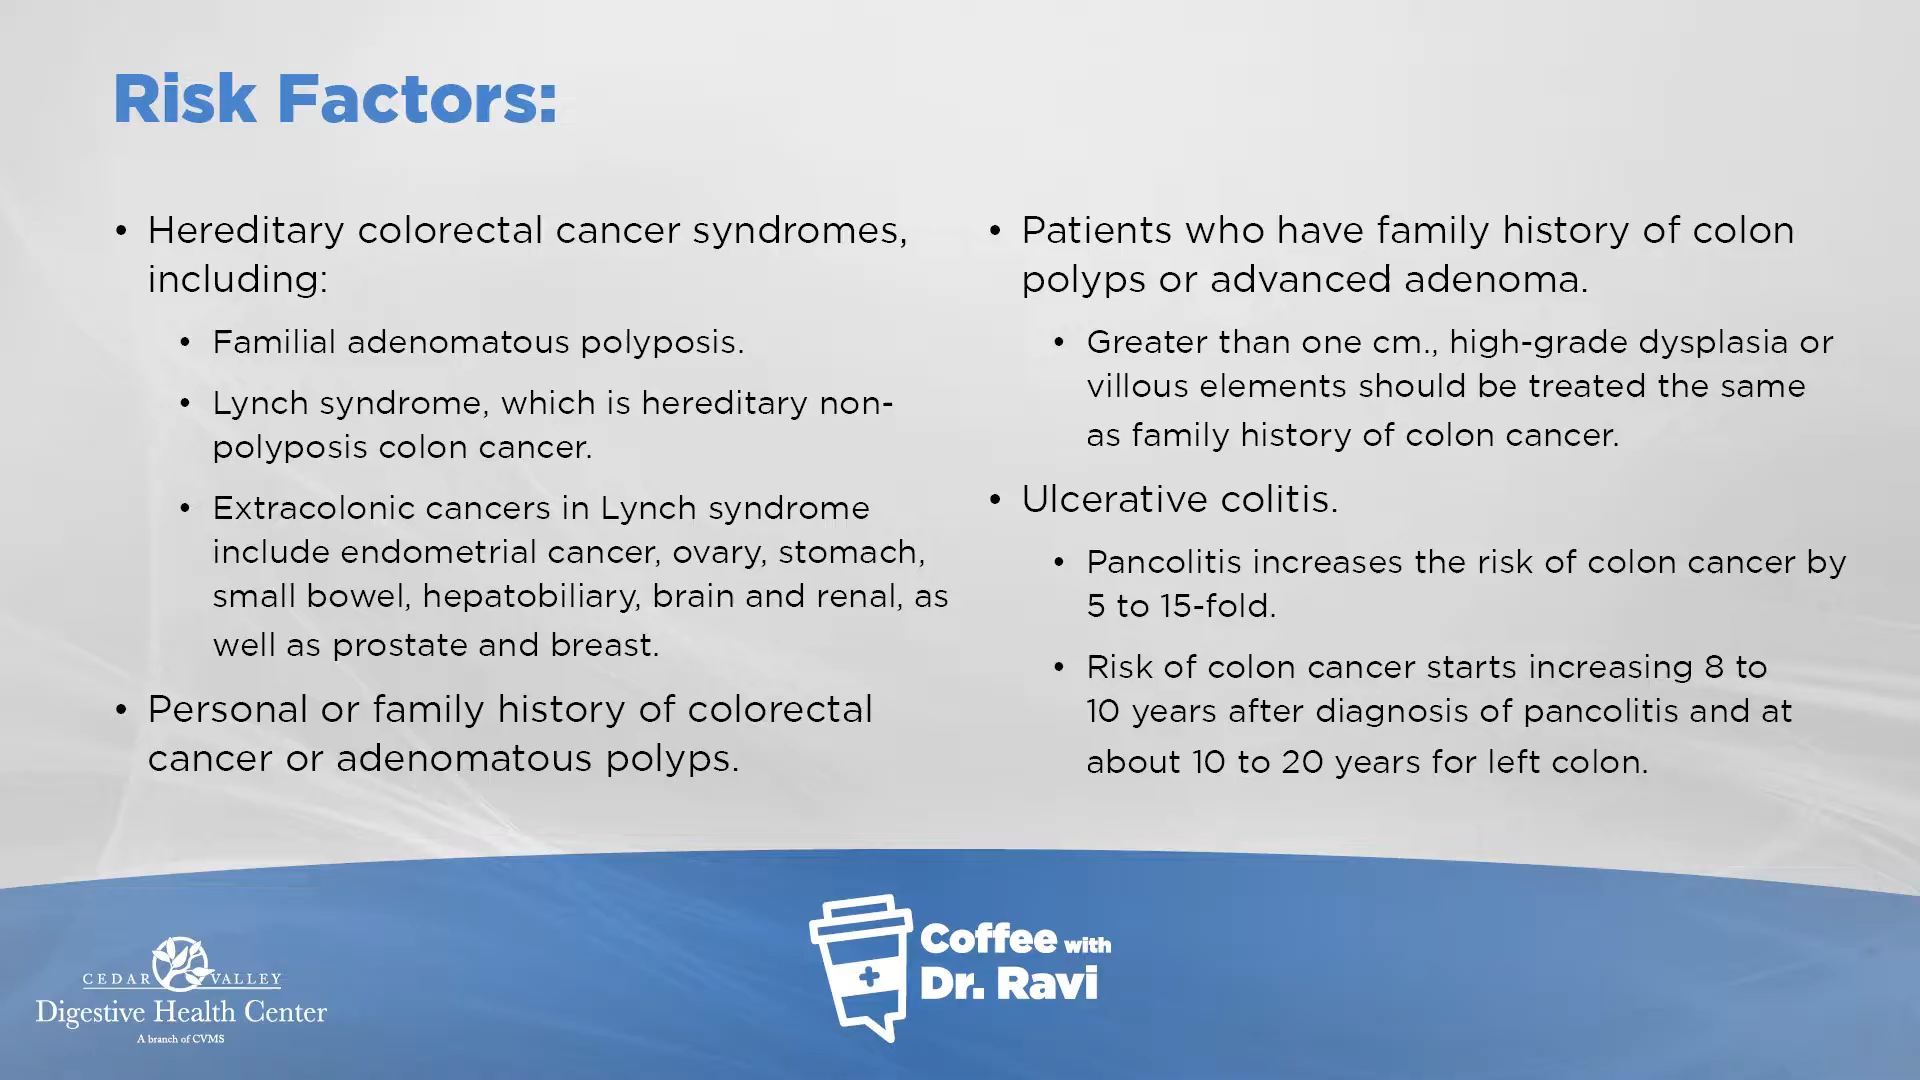 Risk Factors:
• Hereditary colorectal cancer syndromes,
including:
• Familial adenomatous polyposis.
• Lynch syndrome, which is hereditary non-
polyposis colon cancer.
• Extracolonic cancers in Lynch syndrome
include endometrial cancer, ovary, stomach,
small bowel, hepatobiliary, brain and renal, as
well as prostate and breast.
• Personal or family history of colorectal
cancer or adenomatous polyps.
• Patients who have family history of colon
polyps or advanced adenoma.
• Greater than one cm., high-grade dysplasia or
villous elements should be treated the same
as family history of colon cancer.
• Ulcerative colitis.
• Pancolitis increases the risk of colon cancer by
5 to 15-fold.
• Risk of colon cancer starts increasing 8 to
10 years after diagnosis of pancolitis and at
about 10 to 20 years for left colon.
CEDAR VALLEY
Digestive Health Center
A branch of CVMS
Coffee with
Dr. Ravi